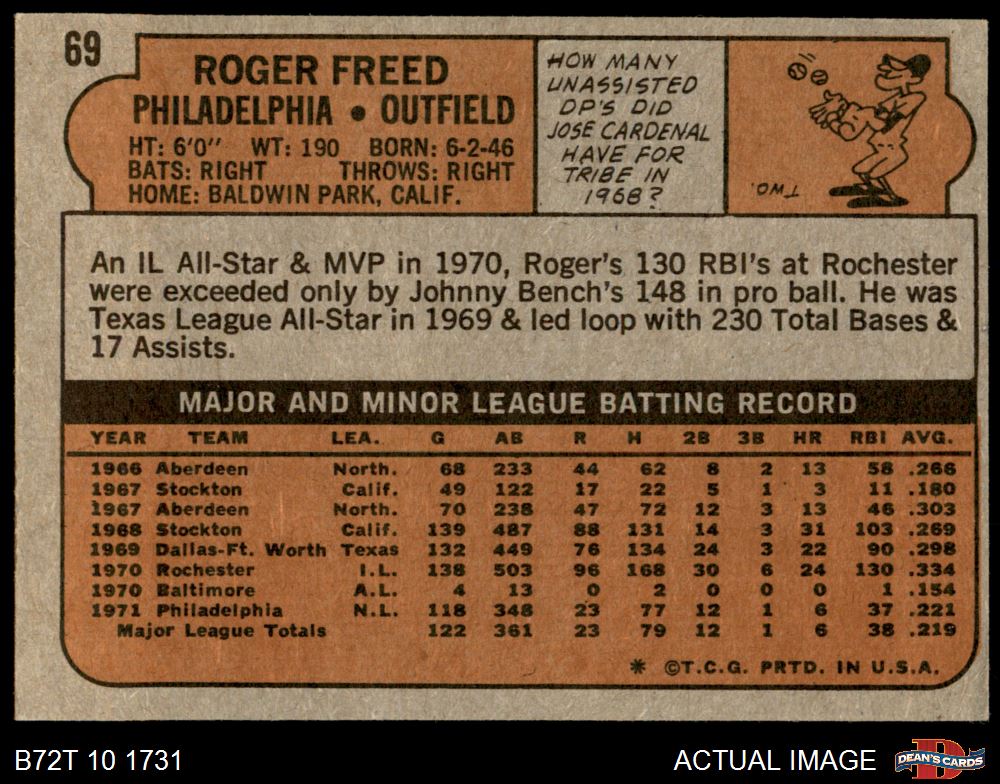 69
ROGER FREED
PHILADELPHIA • OUTFIELD
HT: 6'0" WT: 190 BORN: 6-2-46
BATS: RIGHT THROWS: RIGHT
HOME: BALDWIN PARK, CALIF.
HOW MANY
UNASSISTED
DP'S DID
JOSE CARDENAL
HAVE FOR
TRIBE IN
1968?
TWO.
An IL All-Star & MVP in 1970, Roger's 130 RBI's at Rochester
were exceeded only by Johnny Bench's 148 in pro ball. He was
Texas League All-Star in 1969 & led loop with 230 Total Bases &
17 Assists.
MAJOR AND MINOR LEAGUE BATTING RECORD
YEAR TEAM LEA. G AB R H 2B 3B HR RBI AVG.
1966 Aberdeen North. 68 233 44 62 8 2 13 58 .266
1967 Stockton Calif. 49 122 17 22 5 1 3 11 .180
1967 Aberdeen North. 70 238 47 72 12 3 13 46 .303
1968 Stockton Calif. 139 487 88 131 14 3 31 103 .269
1969 Dallas-Ft. Worth Texas 132 449 76 134 24 3 22 90 .298
1970 Rochester I.L. 138 503 96 168 30 6 24 130 .334
1970 Baltimore A.L. 4 13 0 2 0 0 0 1 .154
1971 Philadelphia N.L. 118 348 23 77 12 1 6 37 .221
Major League Totals 122 361 23 79 12 1 6 38 .219
* ©T.C.G. PRTD. IN U.S.A.
B72T 10 1731
ACTUAL IMAGE
D
DEAN'S CARDS